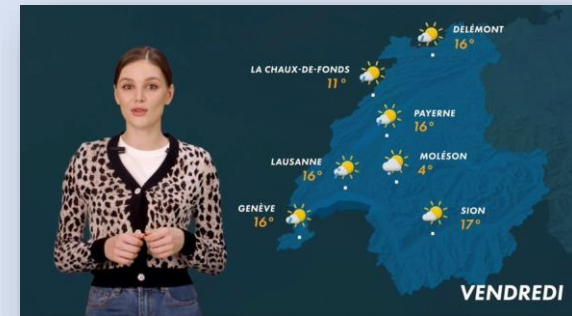 DELÉMONT
16°
LA CHAUX-DE-FONDS
11°
PAYERNE
16°
LAUSANNE
16°
MOLÉSON
4°
GENÈVE
16°
SION
17°
VENDREDI